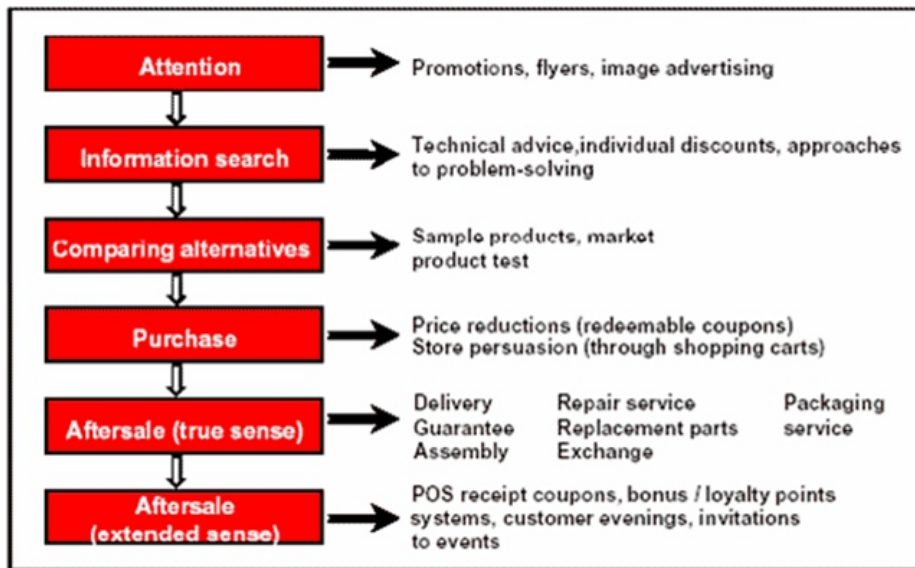 Attention
Promotions, flyers, image advertising
Information search
Technical advice,individual discounts, approaches
to problem-solving
Comparing alternatives
Sample products, market
product test
Purchase
Price reductions (redeemable coupons)
Store persuasion (through shopping carts)
Aftersale (true sense)
Delivery Repair service Packaging
Guarantee Replacement parts service
Assembly Exchange
Aftersale
(extended sense)
POS receipt coupons, bonus / loyalty points
systems, customer evenings, invitations
to events